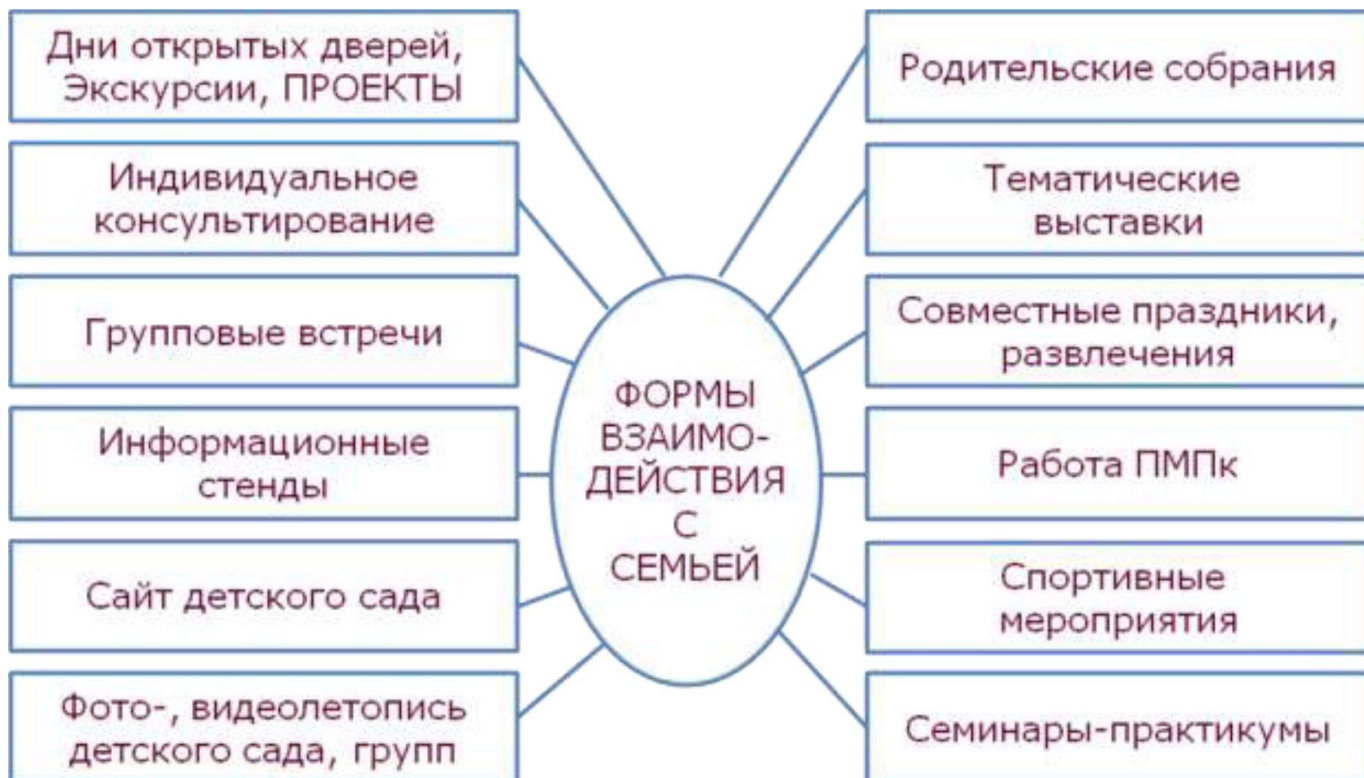 Дни открытых дверей,
Экскурсии, ПРОЕКТЫ
Индивидуальное
консультирование
Групповые встречи
Информационные
стенды
Сайт детского сада
Фото-, видеолетопись
детского сада, групп
ФОРМЫ
ВЗАИМО-
ДЕЙСТВИЯ
С
СЕМЬЕЙ
Родительские собрания
Тематические
выставки
Совместные праздники,
развлечения
Работа ПМПк
Спортивные
мероприятия
Семинары-практикумы